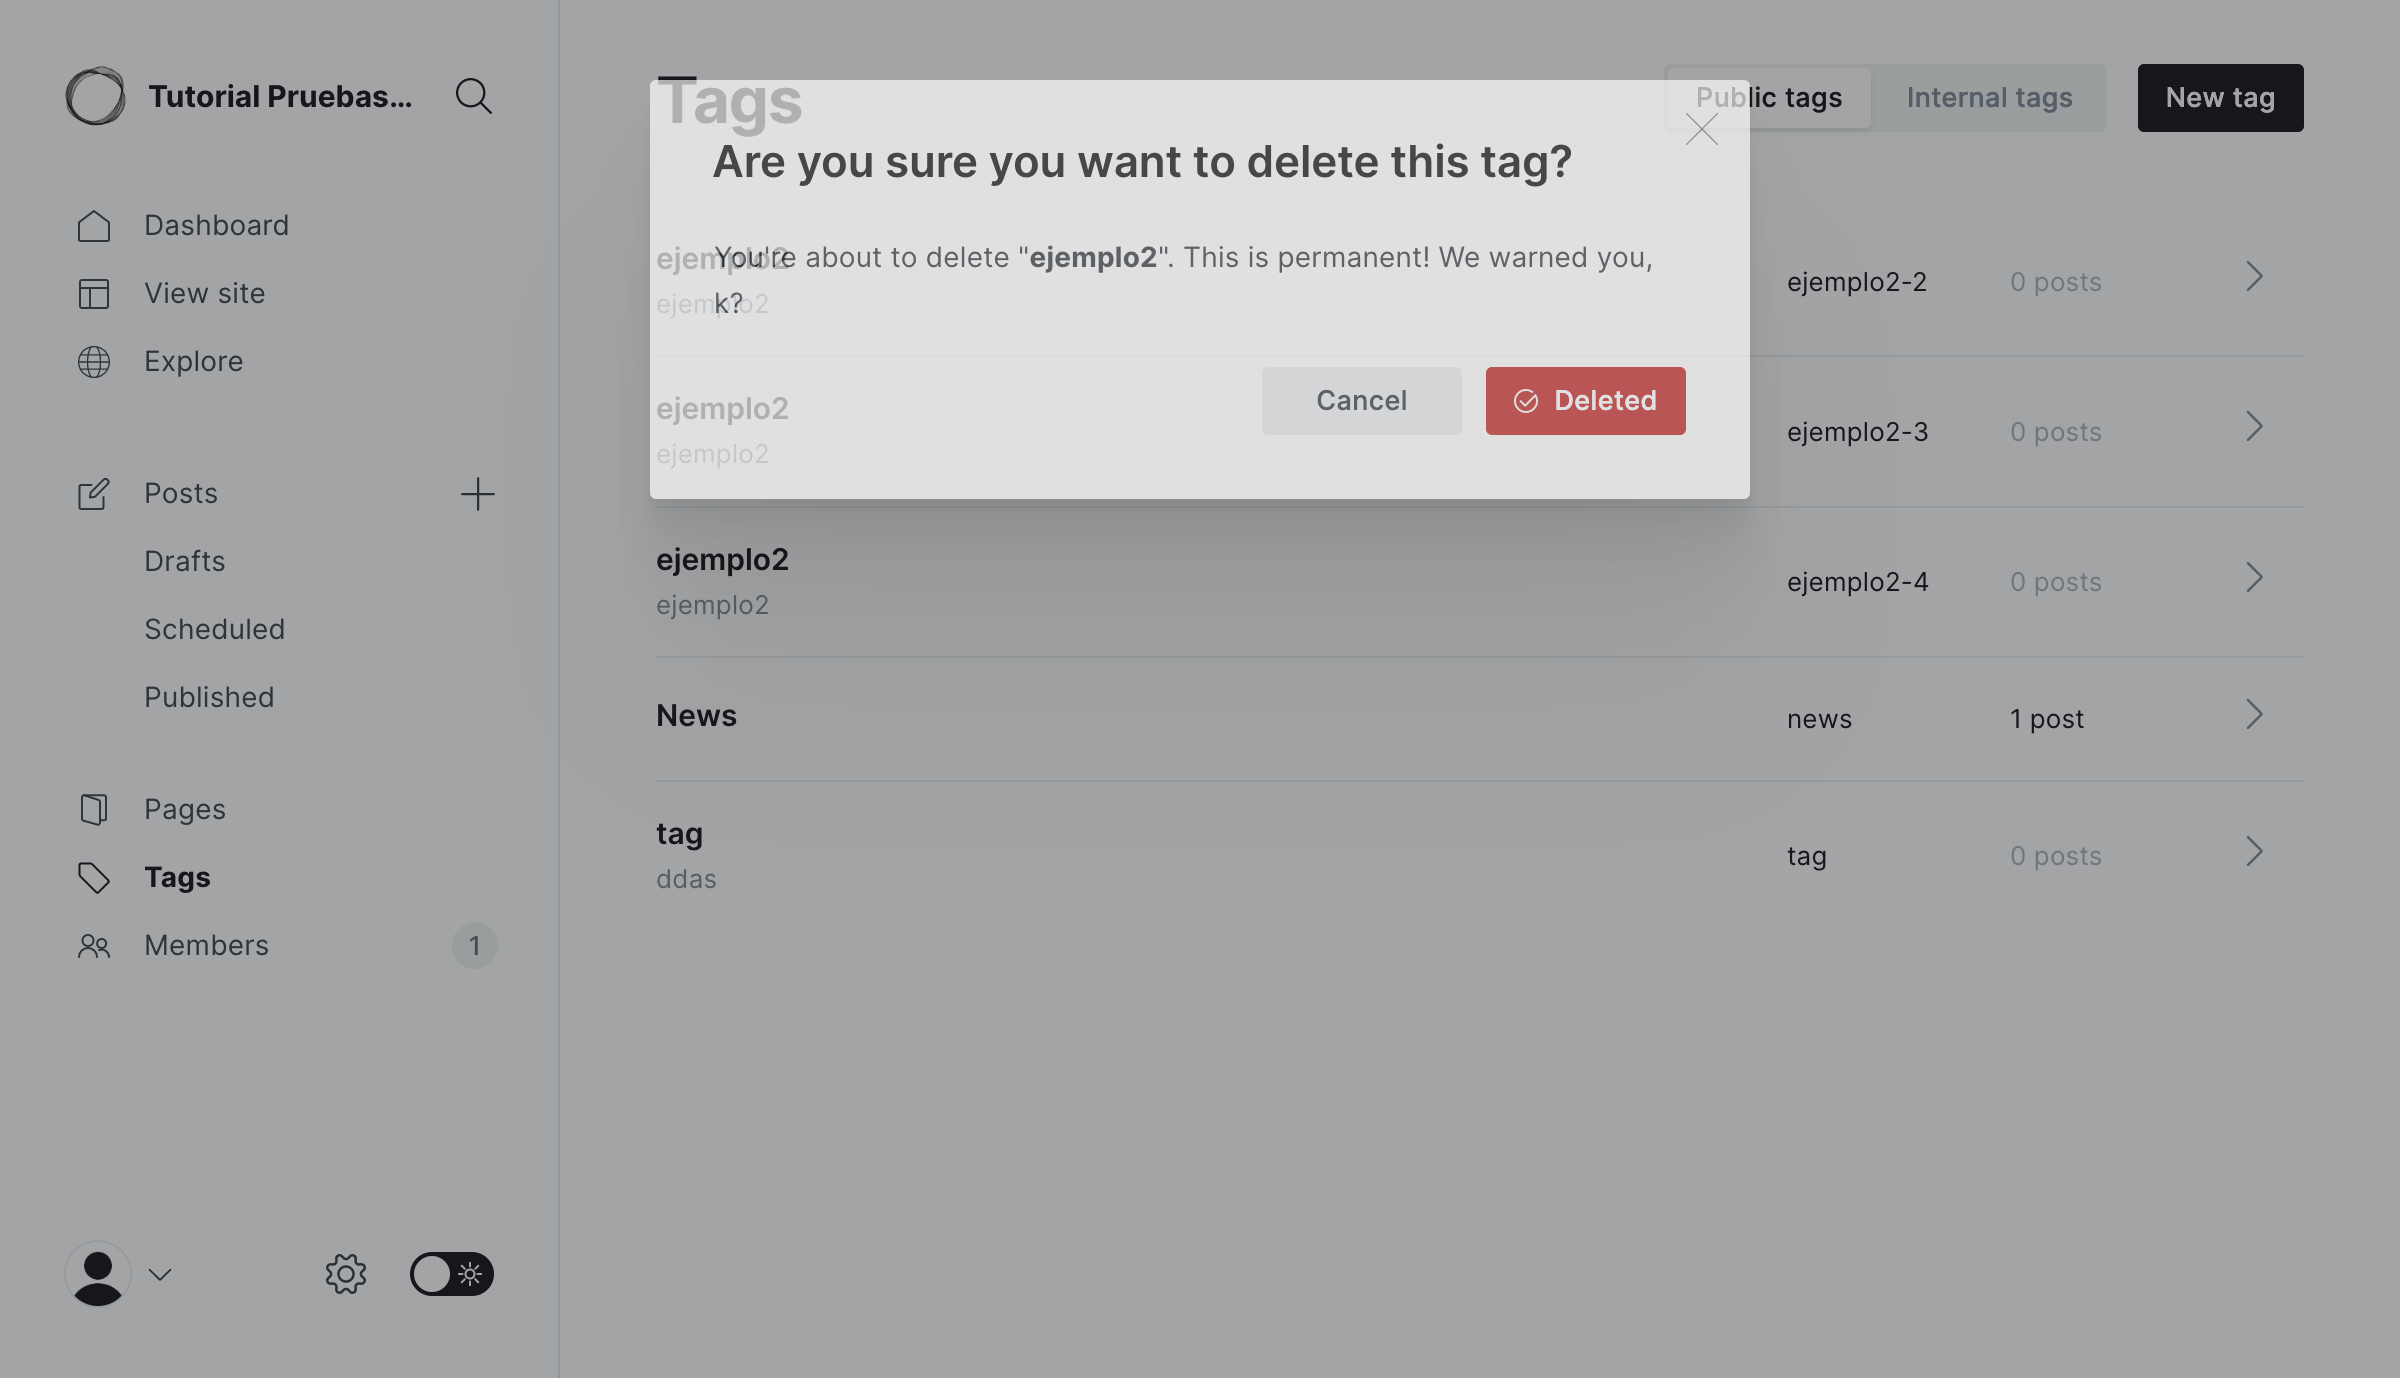 Tutorial Pruebas...
Dashboard
View site
Explore
Posts
Drafts
Scheduled
Published
Pages
Tags
Members 1
Tags
Public tags Internal tags New tag
Are you sure you want to delete this tag?
You're about to delete "ejemplo2". This is permanent! We warned you,
k?
Cancel Deleted
ejemplo2
ejemplo2
ejemplo2-2 0 posts
ejemplo2
ejemplo2
ejemplo2-3 0 posts
ejemplo2
ejemplo2
ejemplo2-4 0 posts
News news 1 post
tag
ddas
tag 0 posts